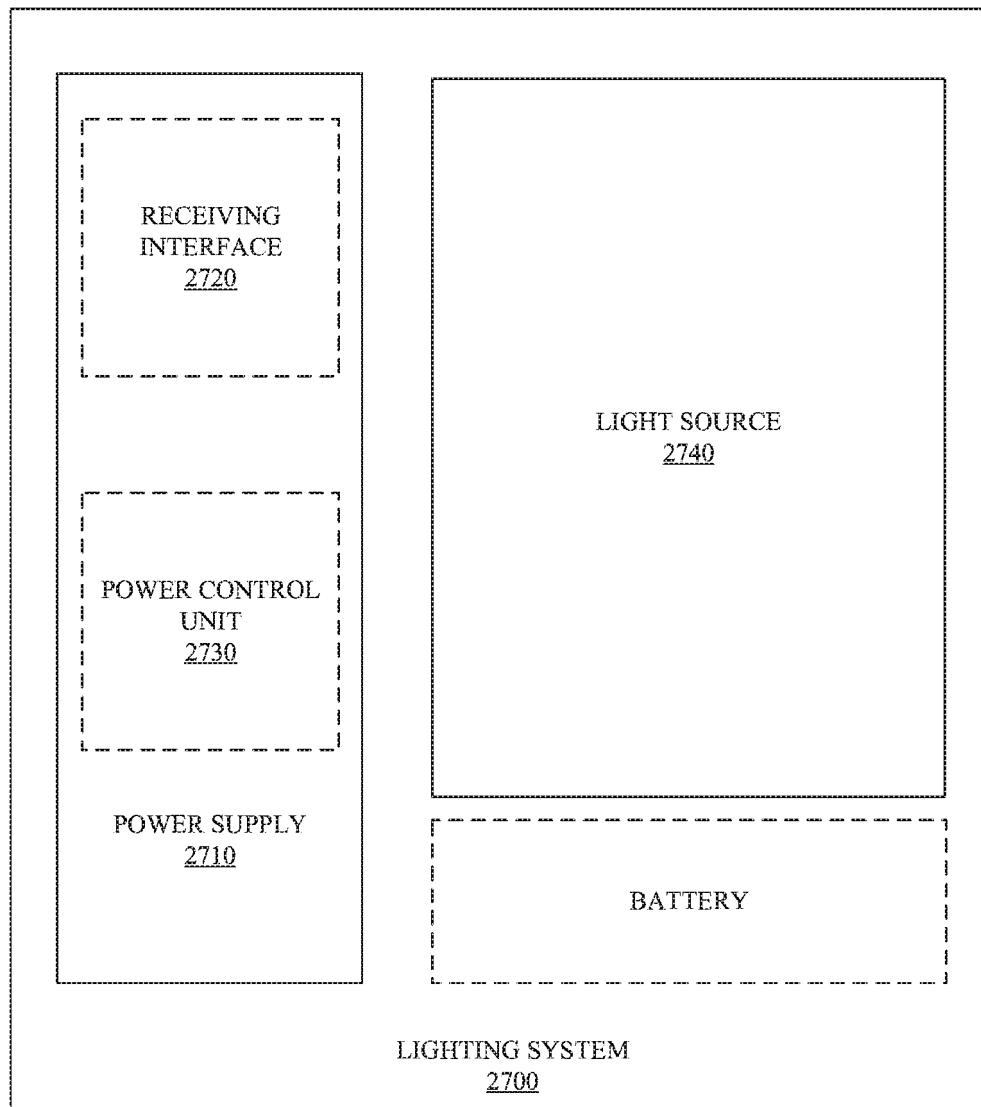 RECEIVING
INTERFACE
2720
POWER CONTROL
UNIT
2730
POWER SUPPLY
2710
LIGHT SOURCE
2740
BATTERY
LIGHTING SYSTEM
2700